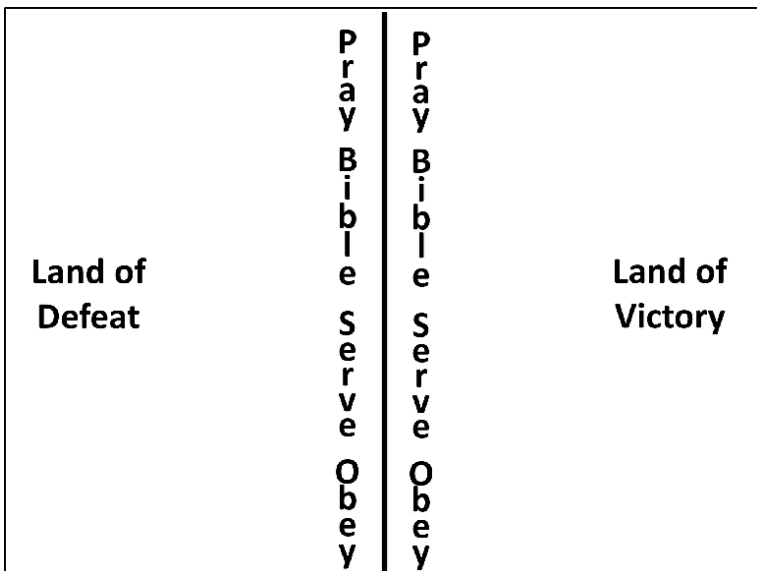 Land of
Defeat
Pray Bible Serve Obey
Pray Bible Serve Obey
Land of
Victory